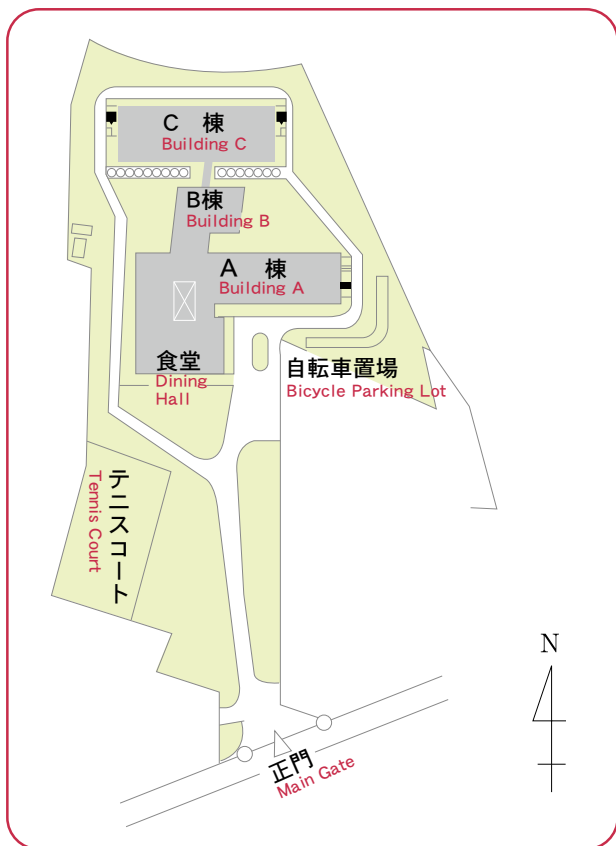 C 棟
Building C
B棟
Building B
A 棟
Building A
食堂
Dining
Hall
自転車置場
Bicycle Parking Lot
テニスコート
Tennis Court
N
正門
Main Gate